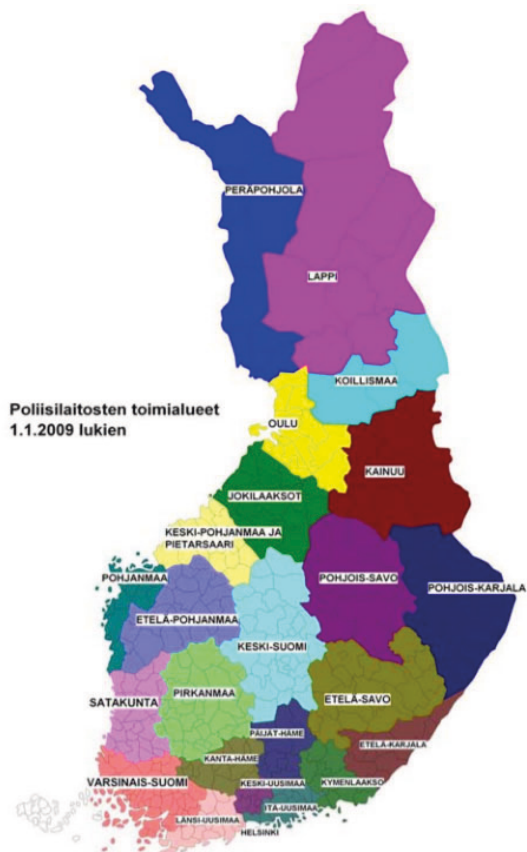 PERÄPOHJOLA
LAPPI
KOILLISMAA
Poliisilaitosten toimialueet
1.1.2009 lukien
OULU
KAINUU
JOKILAAKSOT
KESKI-POHJANMAA JA
PIETARSAARI
POHJANMAA
POHJOIS-SAVO
POHJOIS-KARJALA
ETELÄ-POHJANMAA
KESKI-SUOMI
PIRKANMAA
ETELÄ-SAVO
SATAKUNTA
PÄIJÄT-HÄME
ETELÄ-KARJALA
KANTA-HÄME
VARSINAIS-SUOMI
KESKI-UUSIMAA
KYMENLAAKSO
ITÄ-UUSIMAA
LÄNSI-UUSIMAA
HELSINKI